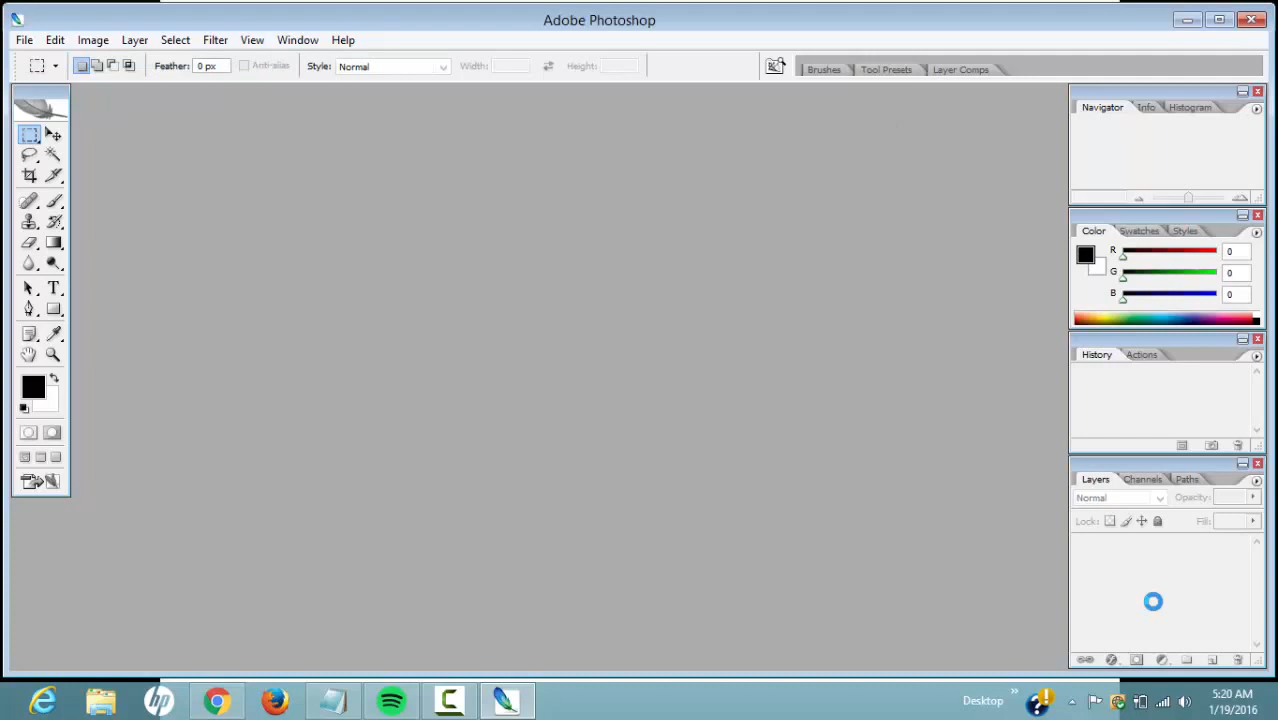 Adobe Photoshop
File Edit Image Layer Select Filter View Window Help
Feather: 0 px Anti-alias Style: Normal Width: Height: Brushes Tool Presets Layer Comps
Navigator Info Histogram
Color Swatches Styles
R 0
G 0
B 0
T
History Actions
Layers Channels Paths
Normal Opacity:
Lock: Fill:
hp
Desktop
5:20 AM
1/19/2016